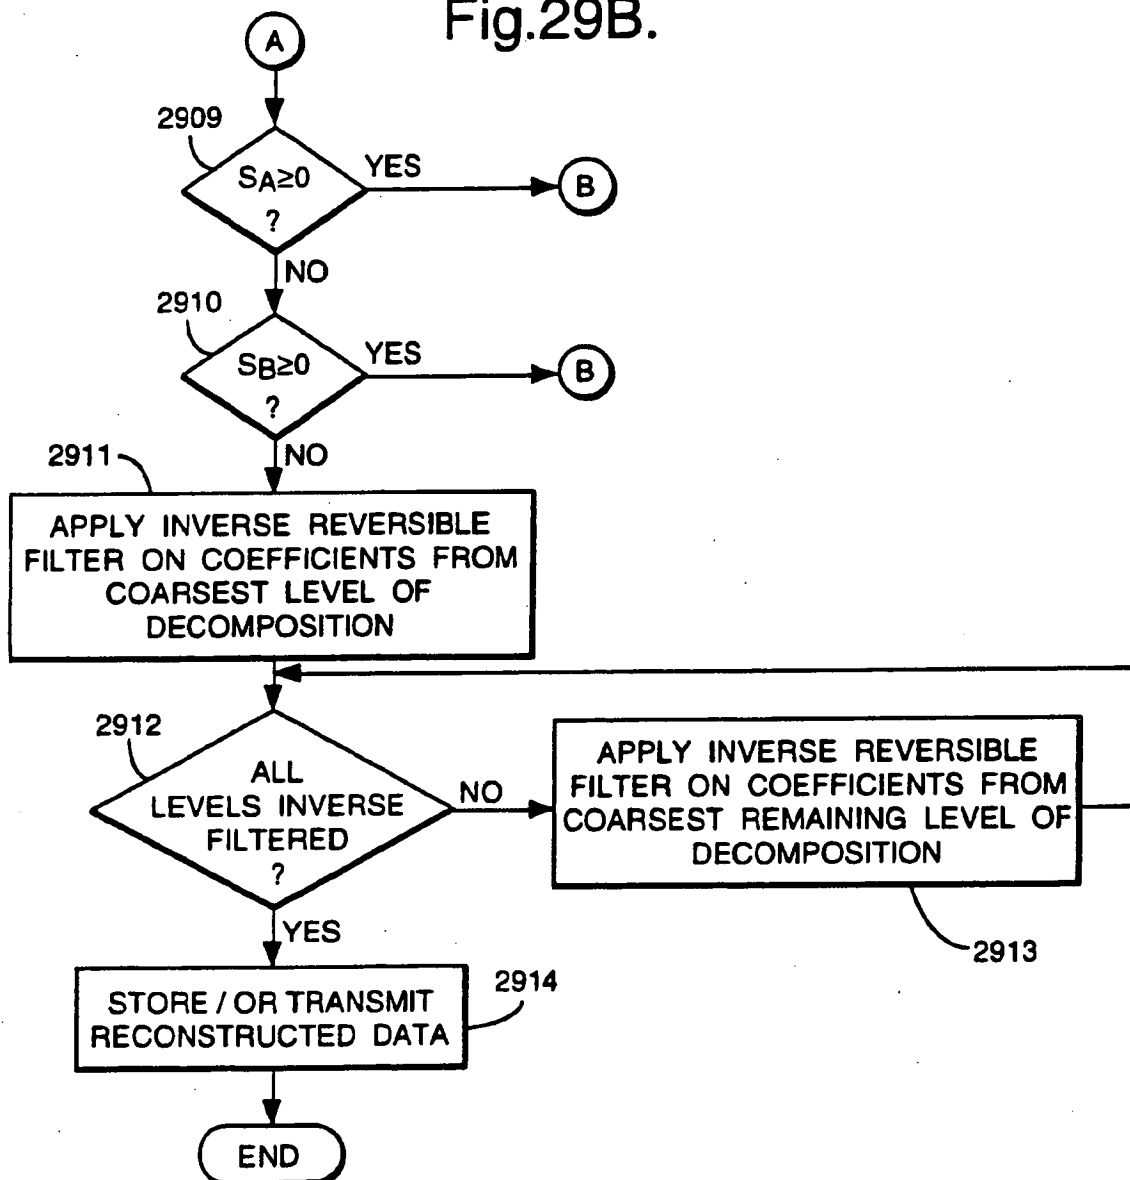 Fig.29B.
A
2909
SA≥0
?
YES
B
NO
2910
SB≥0
?
YES
B
NO
2911
APPLY INVERSE REVERSIBLE
FILTER ON COEFFICIENTS FROM
COARSEST LEVEL OF
DECOMPOSITION
2912
ALL
LEVELS INVERSE
FILTERED
?
NO
APPLY INVERSE REVERSIBLE
FILTER ON COEFFICIENTS FROM
COARSEST REMAINING LEVEL OF
DECOMPOSITION
2913
YES
STORE / OR TRANSMIT
RECONSTRUCTED DATA
2914
END